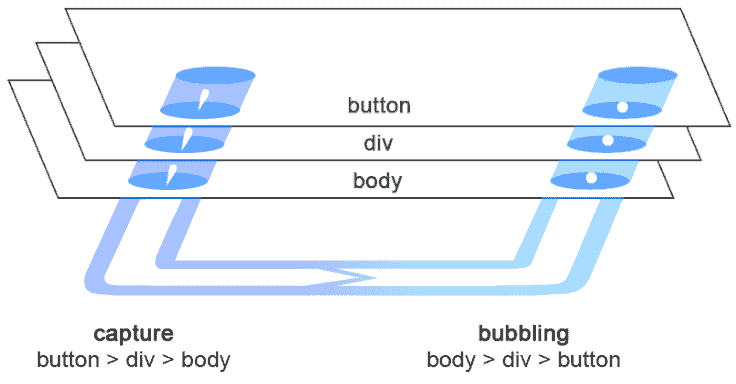 button
div
body
capture
button > div > body
bubbling
body > div > button